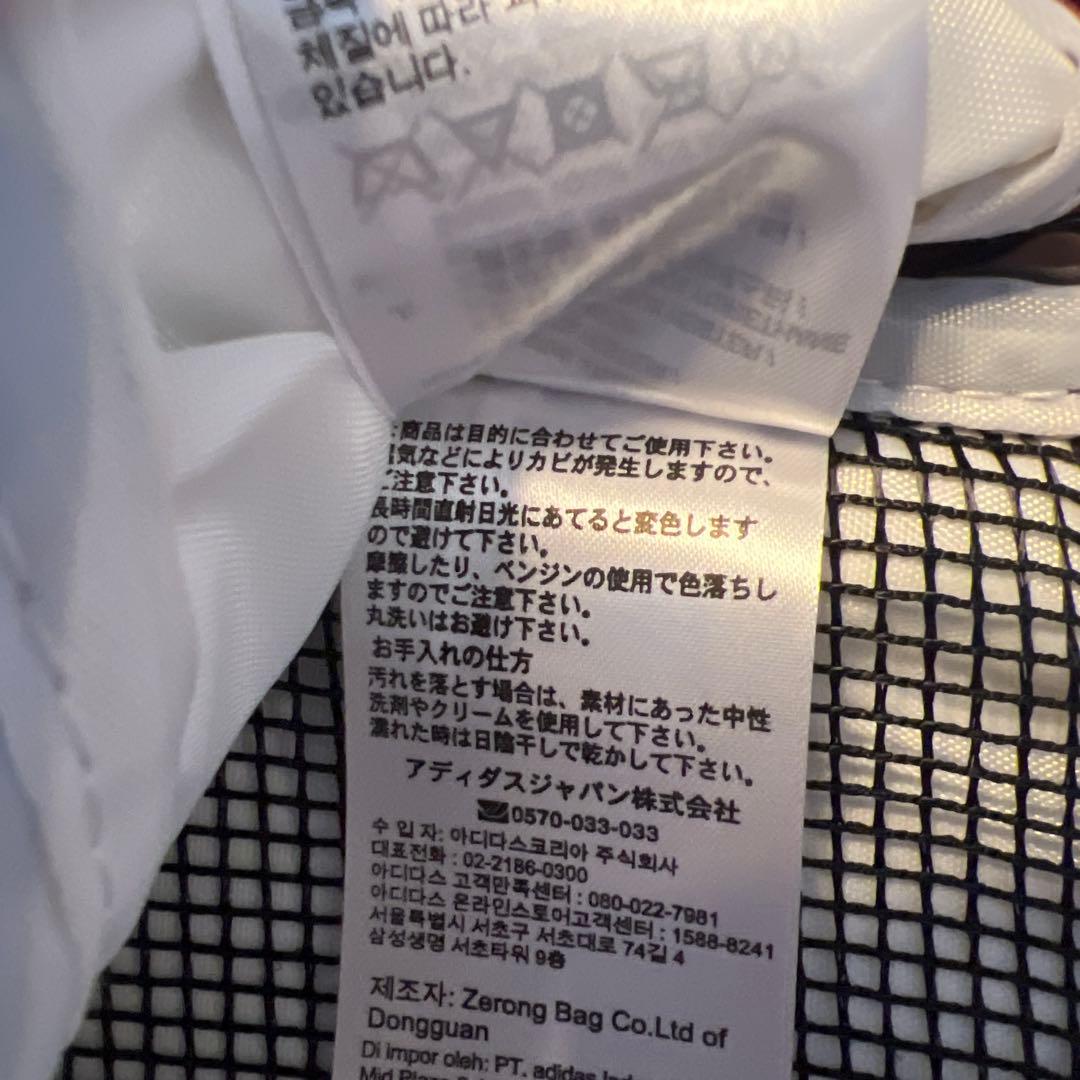 체질에 따라
있습니다.
商品は目的に合わせてご使用下さい。
気などによりカビが発生しますので、
ご注意下さい。
長時間直射日光にあてると変色します
ので避けて下さい。
摩擦したり、ベンジンの使用で色落ちし
ますのでご注意下さい。
丸洗いはお避け下さい。
お手入れの仕方
汚れを落とす場合は、素材にあった中性
洗剤やクリームを使用して下さい。
濡れた時は日陰干しで乾かして下さい。
アディダスジャパン株式会社
0570-033-033
수 입 자: 아디다스코리아 주식회사
대표전화 : 02-2186-0300
아디다스 고객만족센터 : 080-022-7981
아디다스 온라인스토어고객센터 : 1588-8241
서울특별시 서초구 서초대로 74길 4
삼성생명 서초타워 9층
제조자: Zerong Bag Co.Ltd of
Dongguan
Di impor oleh: PT. adidas
Mid Plaza